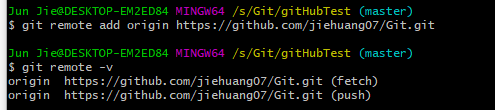 Jun Jie@DESKTOP-EM2ED84 MINGW64 /s/Git/gitHubTest (master)
$ git remote add origin https://github.com/jiehuang07/Git.git
Jun Jie@DESKTOP-EM2ED84 MINGW64 /s/Git/gitHubTest (master)
$ git remote -v
origin  https://github.com/jiehuang07/Git.git (fetch)
origin  https://github.com/jiehuang07/Git.git (push)